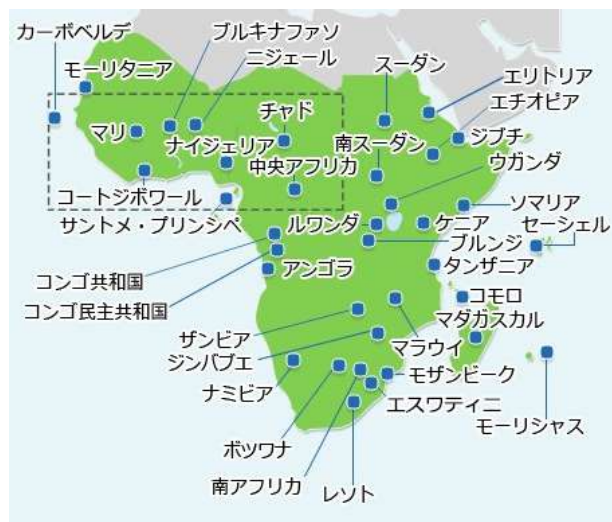 カーボベルデ
ブルキナファソ
モーリタニア
ニジェール
スーダン
エリトリア
チャド
エチオピア
マリ
ナイジェリア
南スーダン
ジブチ
中央アフリカ
ウガンダ
コートジボワール
ソマリア
サントメ・プリンシペ
ルワンダ
ケニア
セーシェル
ブルンジ
コンゴ共和国
アンゴラ
タンザニア
コンゴ民主共和国
コモロ
ザンビア
マダガスカル
ジンバブエ
マラウイ
ナミビア
モザンビーク
エスワティニ
モーリシャス
ボツワナ
南アフリカ
レソト